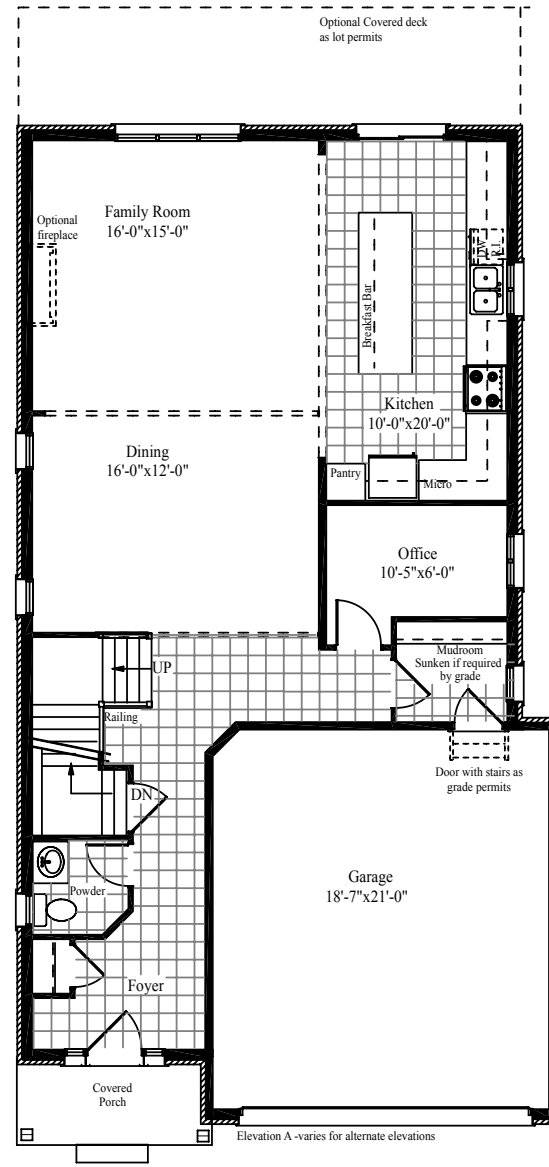 Optional Covered deck
as lot permits
Family Room
16'-0"x15'-0"
Optional
fireplace
DW
R.I.
Breakfast Bar
Kitchen
10'-0"x20'-0"
Dining
16'-0"x12'-0"
Pantry
Micro
Office
10'-5"x6'-0"
Mudroom
Sunken if required
by grade
UP
Railing
Door with stairs as
grade permits
DN
Garage
18'-7"x21'-0"
Powder
Foyer
Covered
Porch
Elevation A -varies for alternate elevations